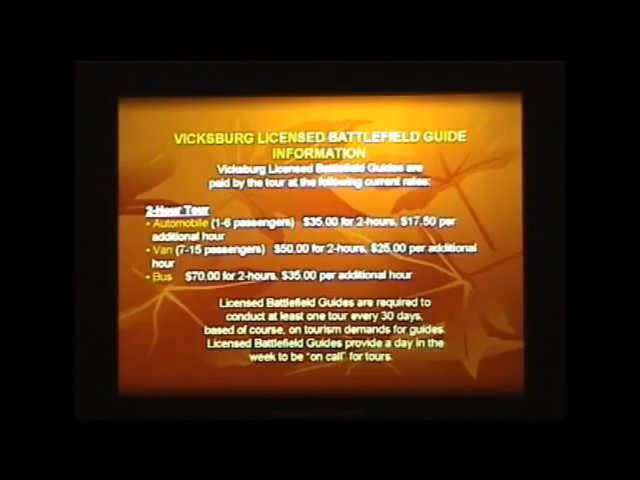 VICKSBURG LICENSED BATTLEFIELD GUIDE
INFORMATION
Vicksburg Licensed Battlefield Guides are
paid by the tour at the following current rates:
2-Hour Tour
• Automobile (1-6 passengers) $35.00 for 2-hours, $17.50 per
additional hour
• Van (7-15 passengers) $50.00 for 2-hours, $25.00 per additional
hour
• Bus $70.00 for 2-hours, $35.00 per additional hour
Licensed Battlefield Guides are required to
conduct at least one tour every 30 days,
based of course, on tourism demands for guides.
Licensed Battlefield Guides provide a day in the
week to be "on call" for tours.